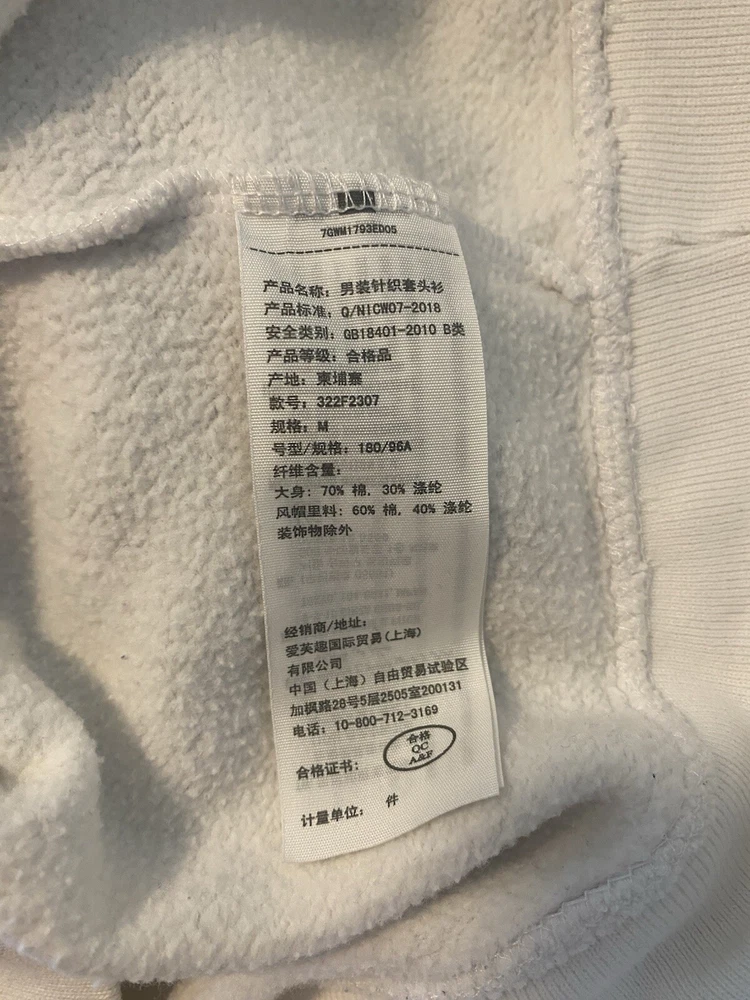 7GWM1793ED05
产品名称：男装针织套头衫
产品标准：Q/NICW07-2018
安全类别：GB18401-2010 B类
产品等级：合格品
产地：柬埔寨
款号：322F2307
规格：M
号型/规格：180/96A
纤维含量：
大身：70% 棉，30% 涤纶
风帽里料：60% 棉，40% 涤纶
装饰物除外
经销商/地址：
爱芙趣国际贸易(上海)
有限公司
中国（上海）自由贸易试验区
加枫路28号5层2505室200131
电话：10-800-712-3169
合格证书：
合格
QC
A&F
计量单位： 件